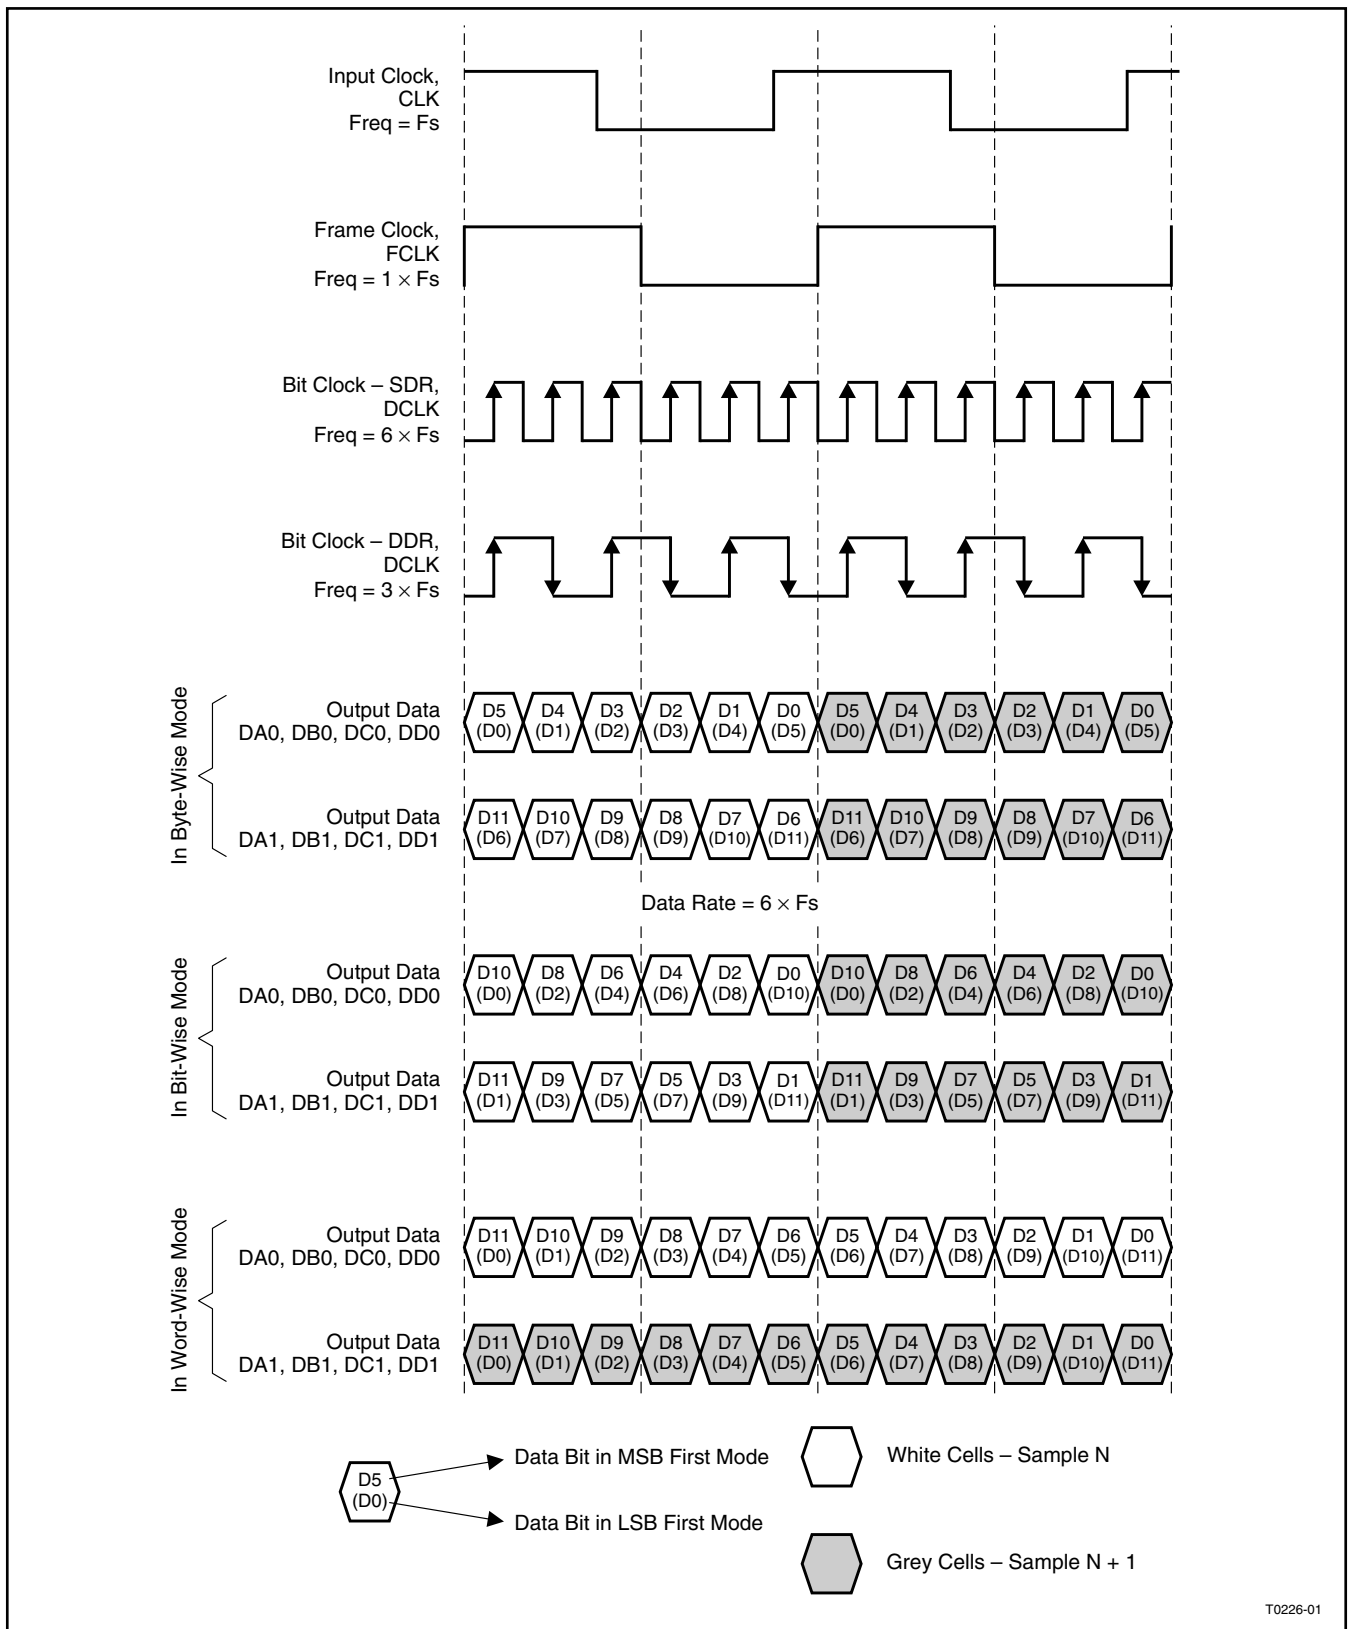 Input Clock,
CLK
Freq = Fs
Frame Clock,
FCLK
Freq = 1 × Fs
Bit Clock – SDR,
DCLK
Freq = 6 × Fs
Bit Clock – DDR,
DCLK
Freq = 3 × Fs
In Byte-Wise Mode
Output Data
DA0, DB0, DC0, DD0
D5 D4 D3 D2 D1 D0 D5 D4 D3 D2 D1 D0
(D0) (D1) (D2) (D3) (D4) (D5) (D0) (D1) (D2) (D3) (D4) (D5)
Output Data
DA1, DB1, DC1, DD1
D11 D10 D9 D8 D7 D6 D11 D10 D9 D8 D7 D6
(D6) (D7) (D8) (D9) (D10) (D11) (D6) (D7) (D8) (D9) (D10) (D11)
Data Rate = 6 × Fs
In Bit-Wise Mode
Output Data
DA0, DB0, DC0, DD0
D10 D8 D6 D4 D2 D0 D10 D8 D6 D4 D2 D0
(D0) (D2) (D4) (D6) (D8) (D10) (D0) (D2) (D4) (D6) (D8) (D10)
Output Data
DA1, DB1, DC1, DD1
D11 D9 D7 D5 D3 D1 D11 D9 D7 D5 D3 D1
(D1) (D3) (D5) (D7) (D9) (D11) (D1) (D3) (D5) (D7) (D9) (D11)
In Word-Wise Mode
Output Data
DA0, DB0, DC0, DD0
D11 D10 D9 D8 D7 D6 D5 D4 D3 D2 D1 D0
(D0) (D1) (D2) (D3) (D4) (D5) (D6) (D7) (D8) (D9) (D10) (D11)
Output Data
DA1, DB1, DC1, DD1
D11 D10 D9 D8 D7 D6 D5 D4 D3 D2 D1 D0
(D0) (D1) (D2) (D3) (D4) (D5) (D6) (D7) (D8) (D9) (D10) (D11)
D5
(D0)
Data Bit in MSB First Mode
Data Bit in LSB First Mode
White Cells – Sample N
Grey Cells – Sample N + 1
T0226-01